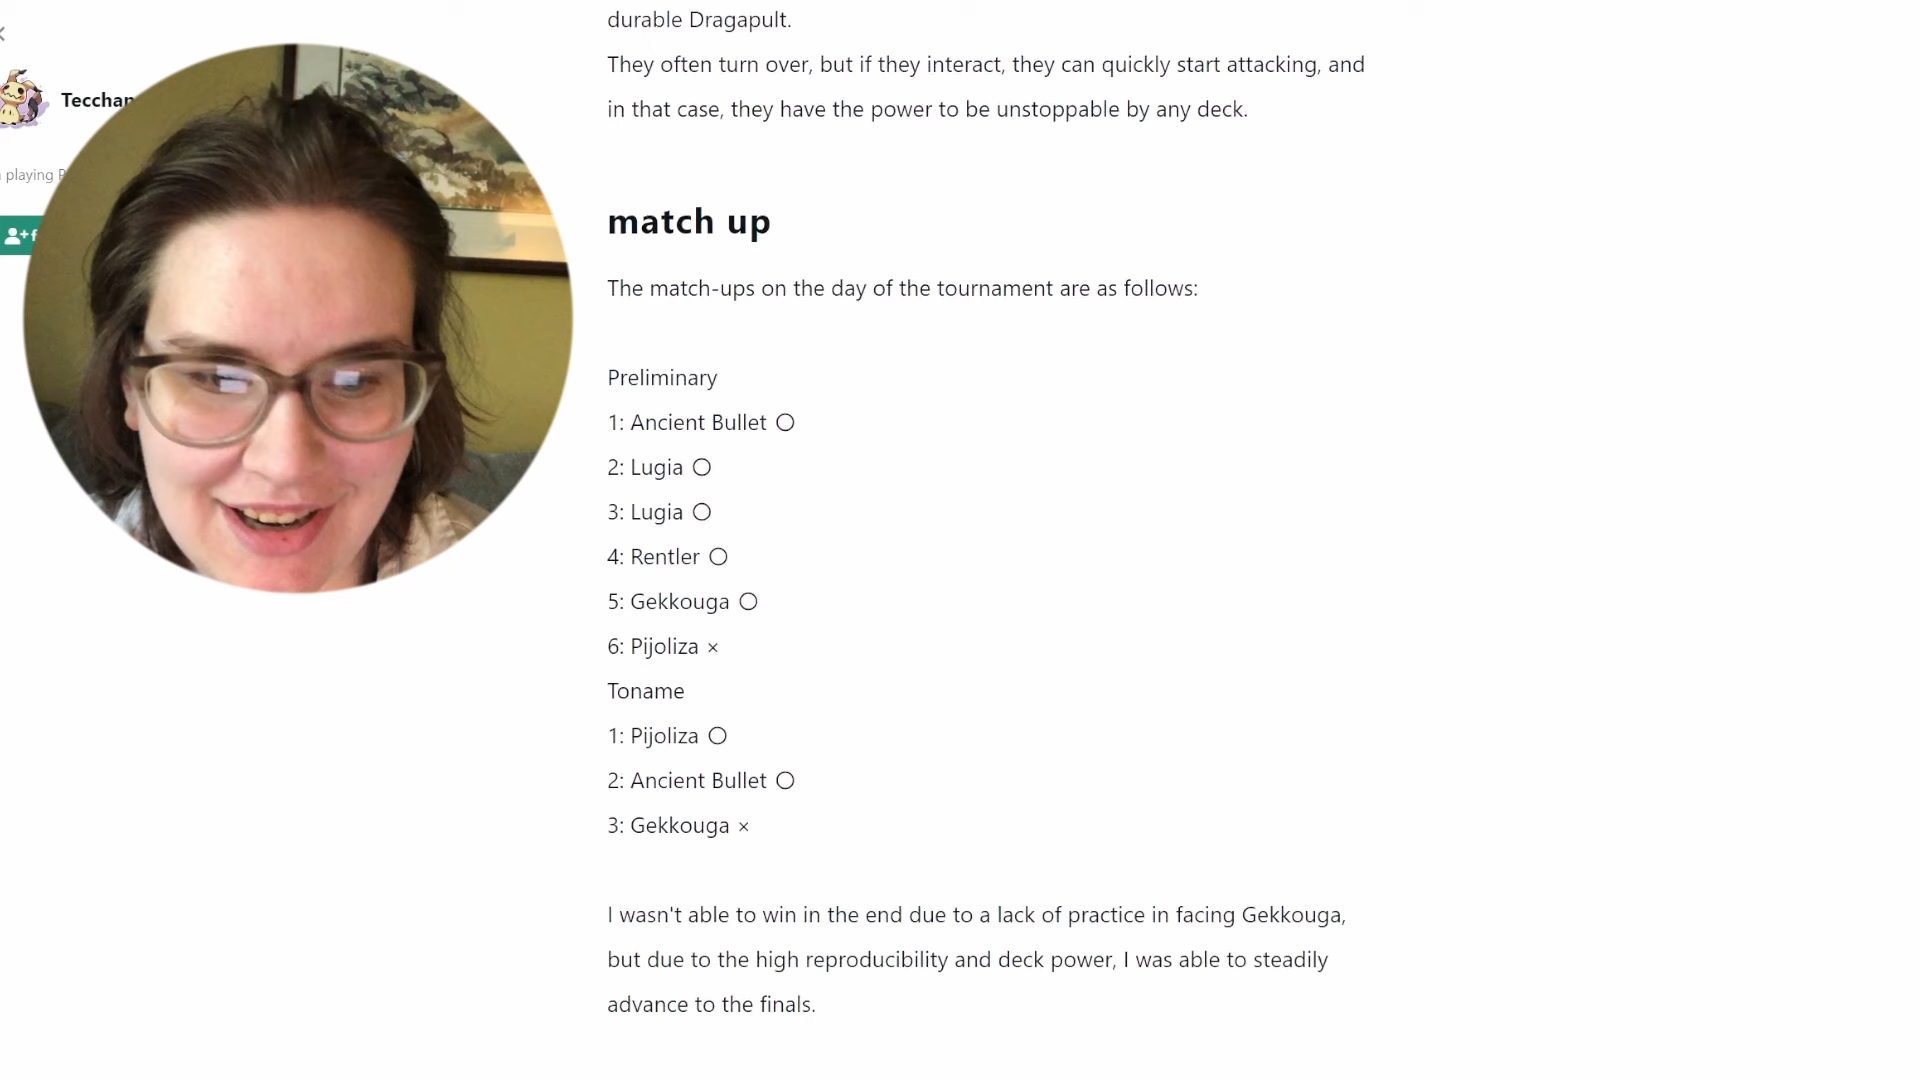 durable Dragapult.
They often turn over, but if they interact, they can quickly start attacking, and
in that case, they have the power to be unstoppable by any deck.
Tecchan
playing
match up
The match-ups on the day of the tournament are as follows:
Preliminary
1: Ancient Bullet ○
2: Lugia ○
3: Lugia ○
4: Rentler ○
5: Gekkouga ○
6: Pijoliza ×
Toname
1: Pijoliza ○
2: Ancient Bullet ○
3: Gekkouga ×
I wasn't able to win in the end due to a lack of practice in facing Gekkouga,
but due to the high reproducibility and deck power, I was able to steadily
advance to the finals.